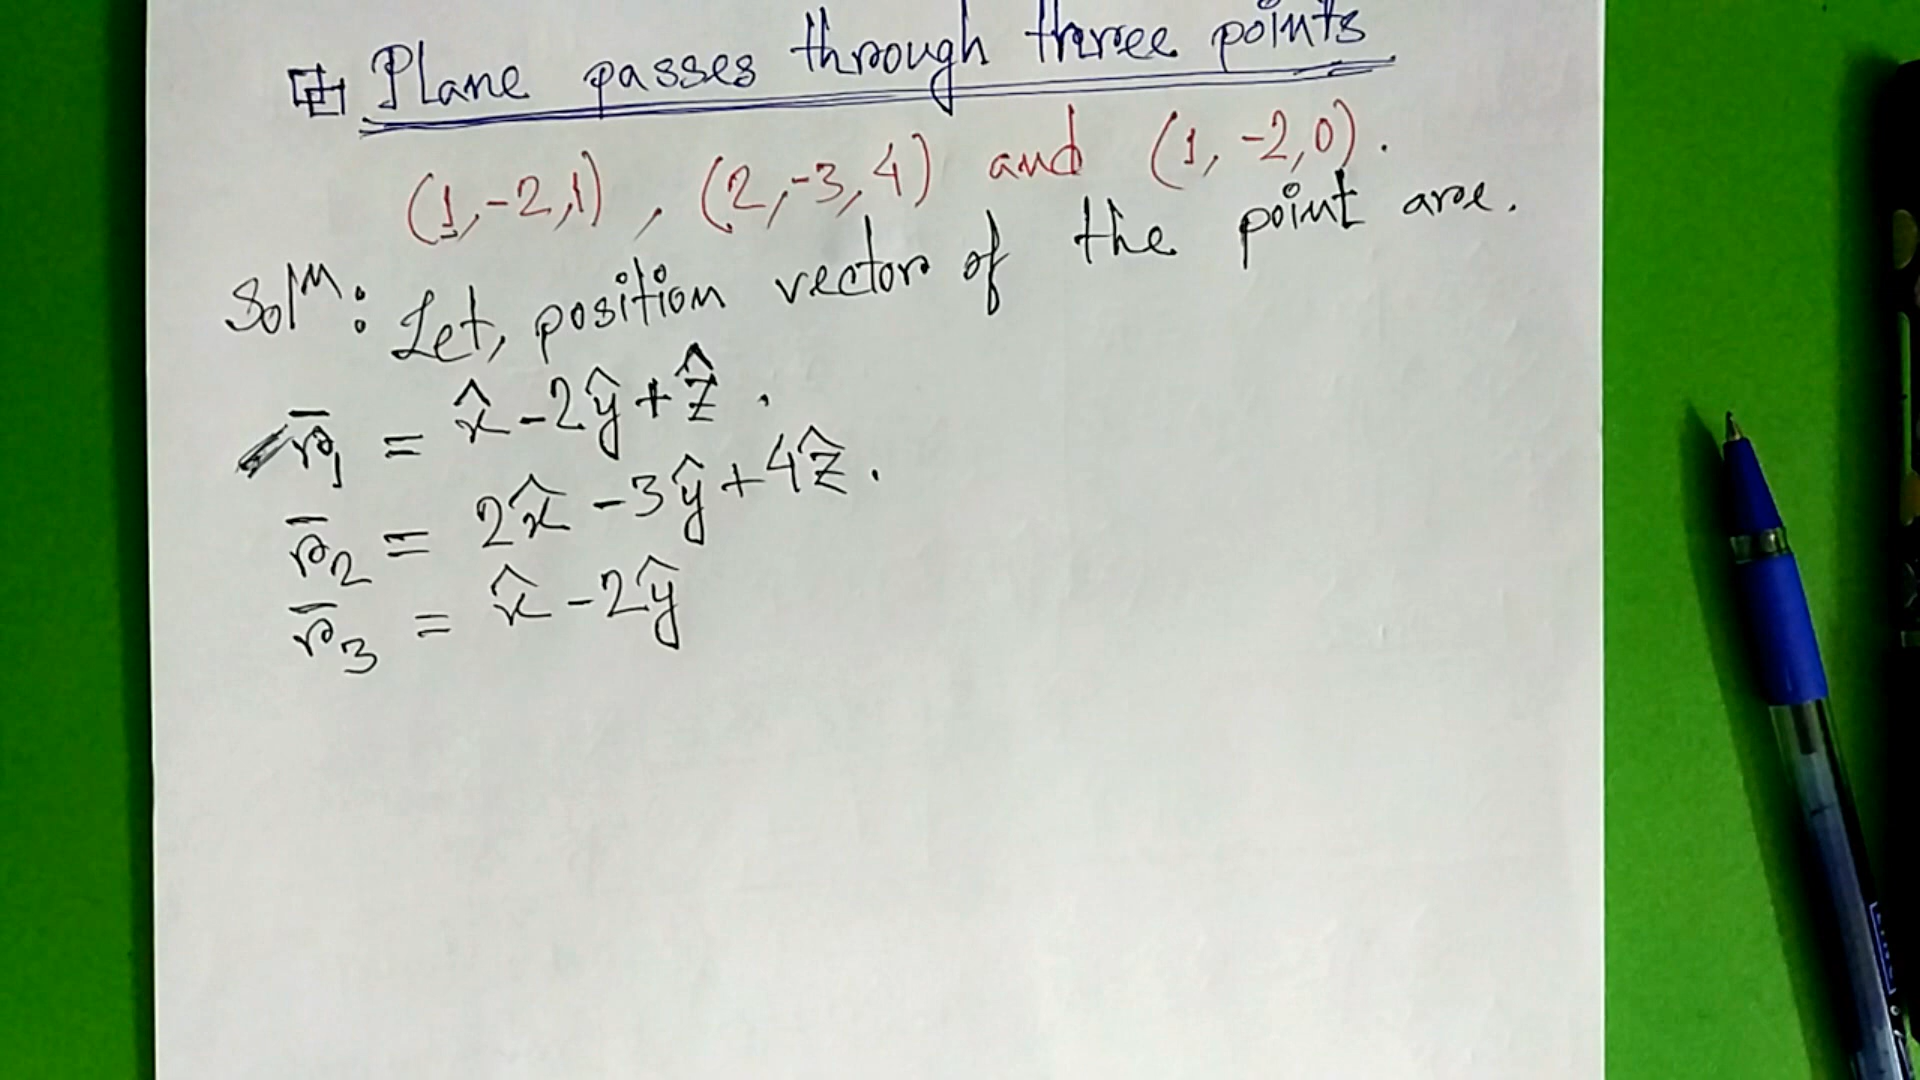 Plane passes through three points
(1,-2,1), (2,-3,4) and (1,-2,0).
Solⁿ: Let, position vector of the point are.
r̄₁ = x̂ - 2ŷ + ẑ.
r̄₂ = 2x̂ - 3ŷ + 4ẑ.
r̄₃ = x̂ - 2ŷ